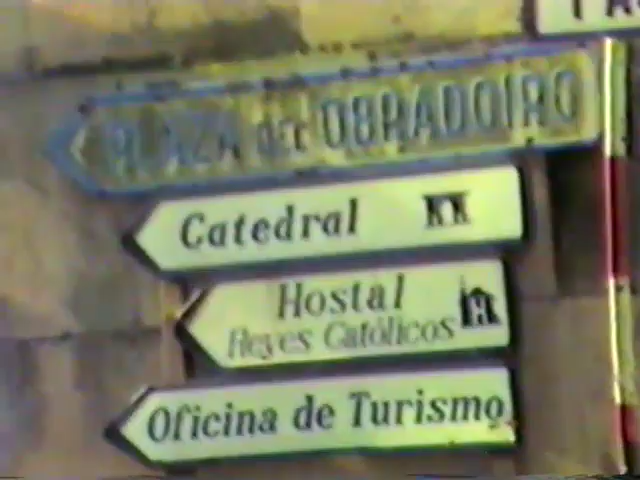 PLAZA del OBRADOIRO
Catedral
Hostal
Reyes Católicos
Oficina de Turismo